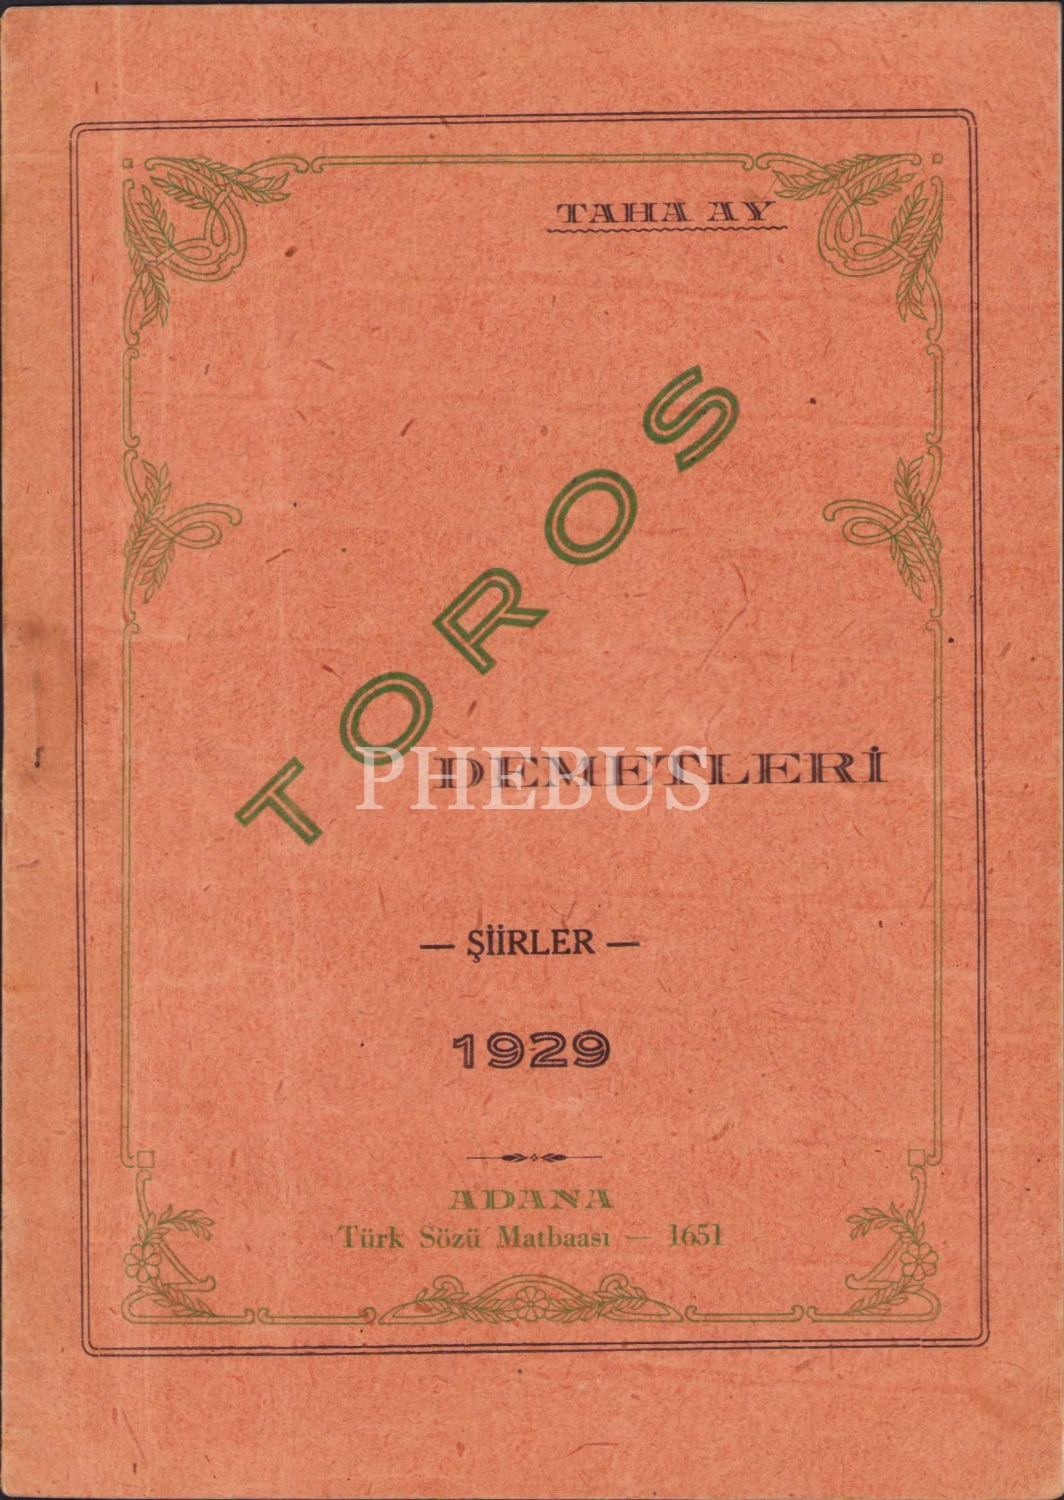 TAHA AY
TOROS
DEMETLERİ
PHEBUS
— ŞİİRLER —
1929
ADANA
Türk Sözü Matbaası — 1651